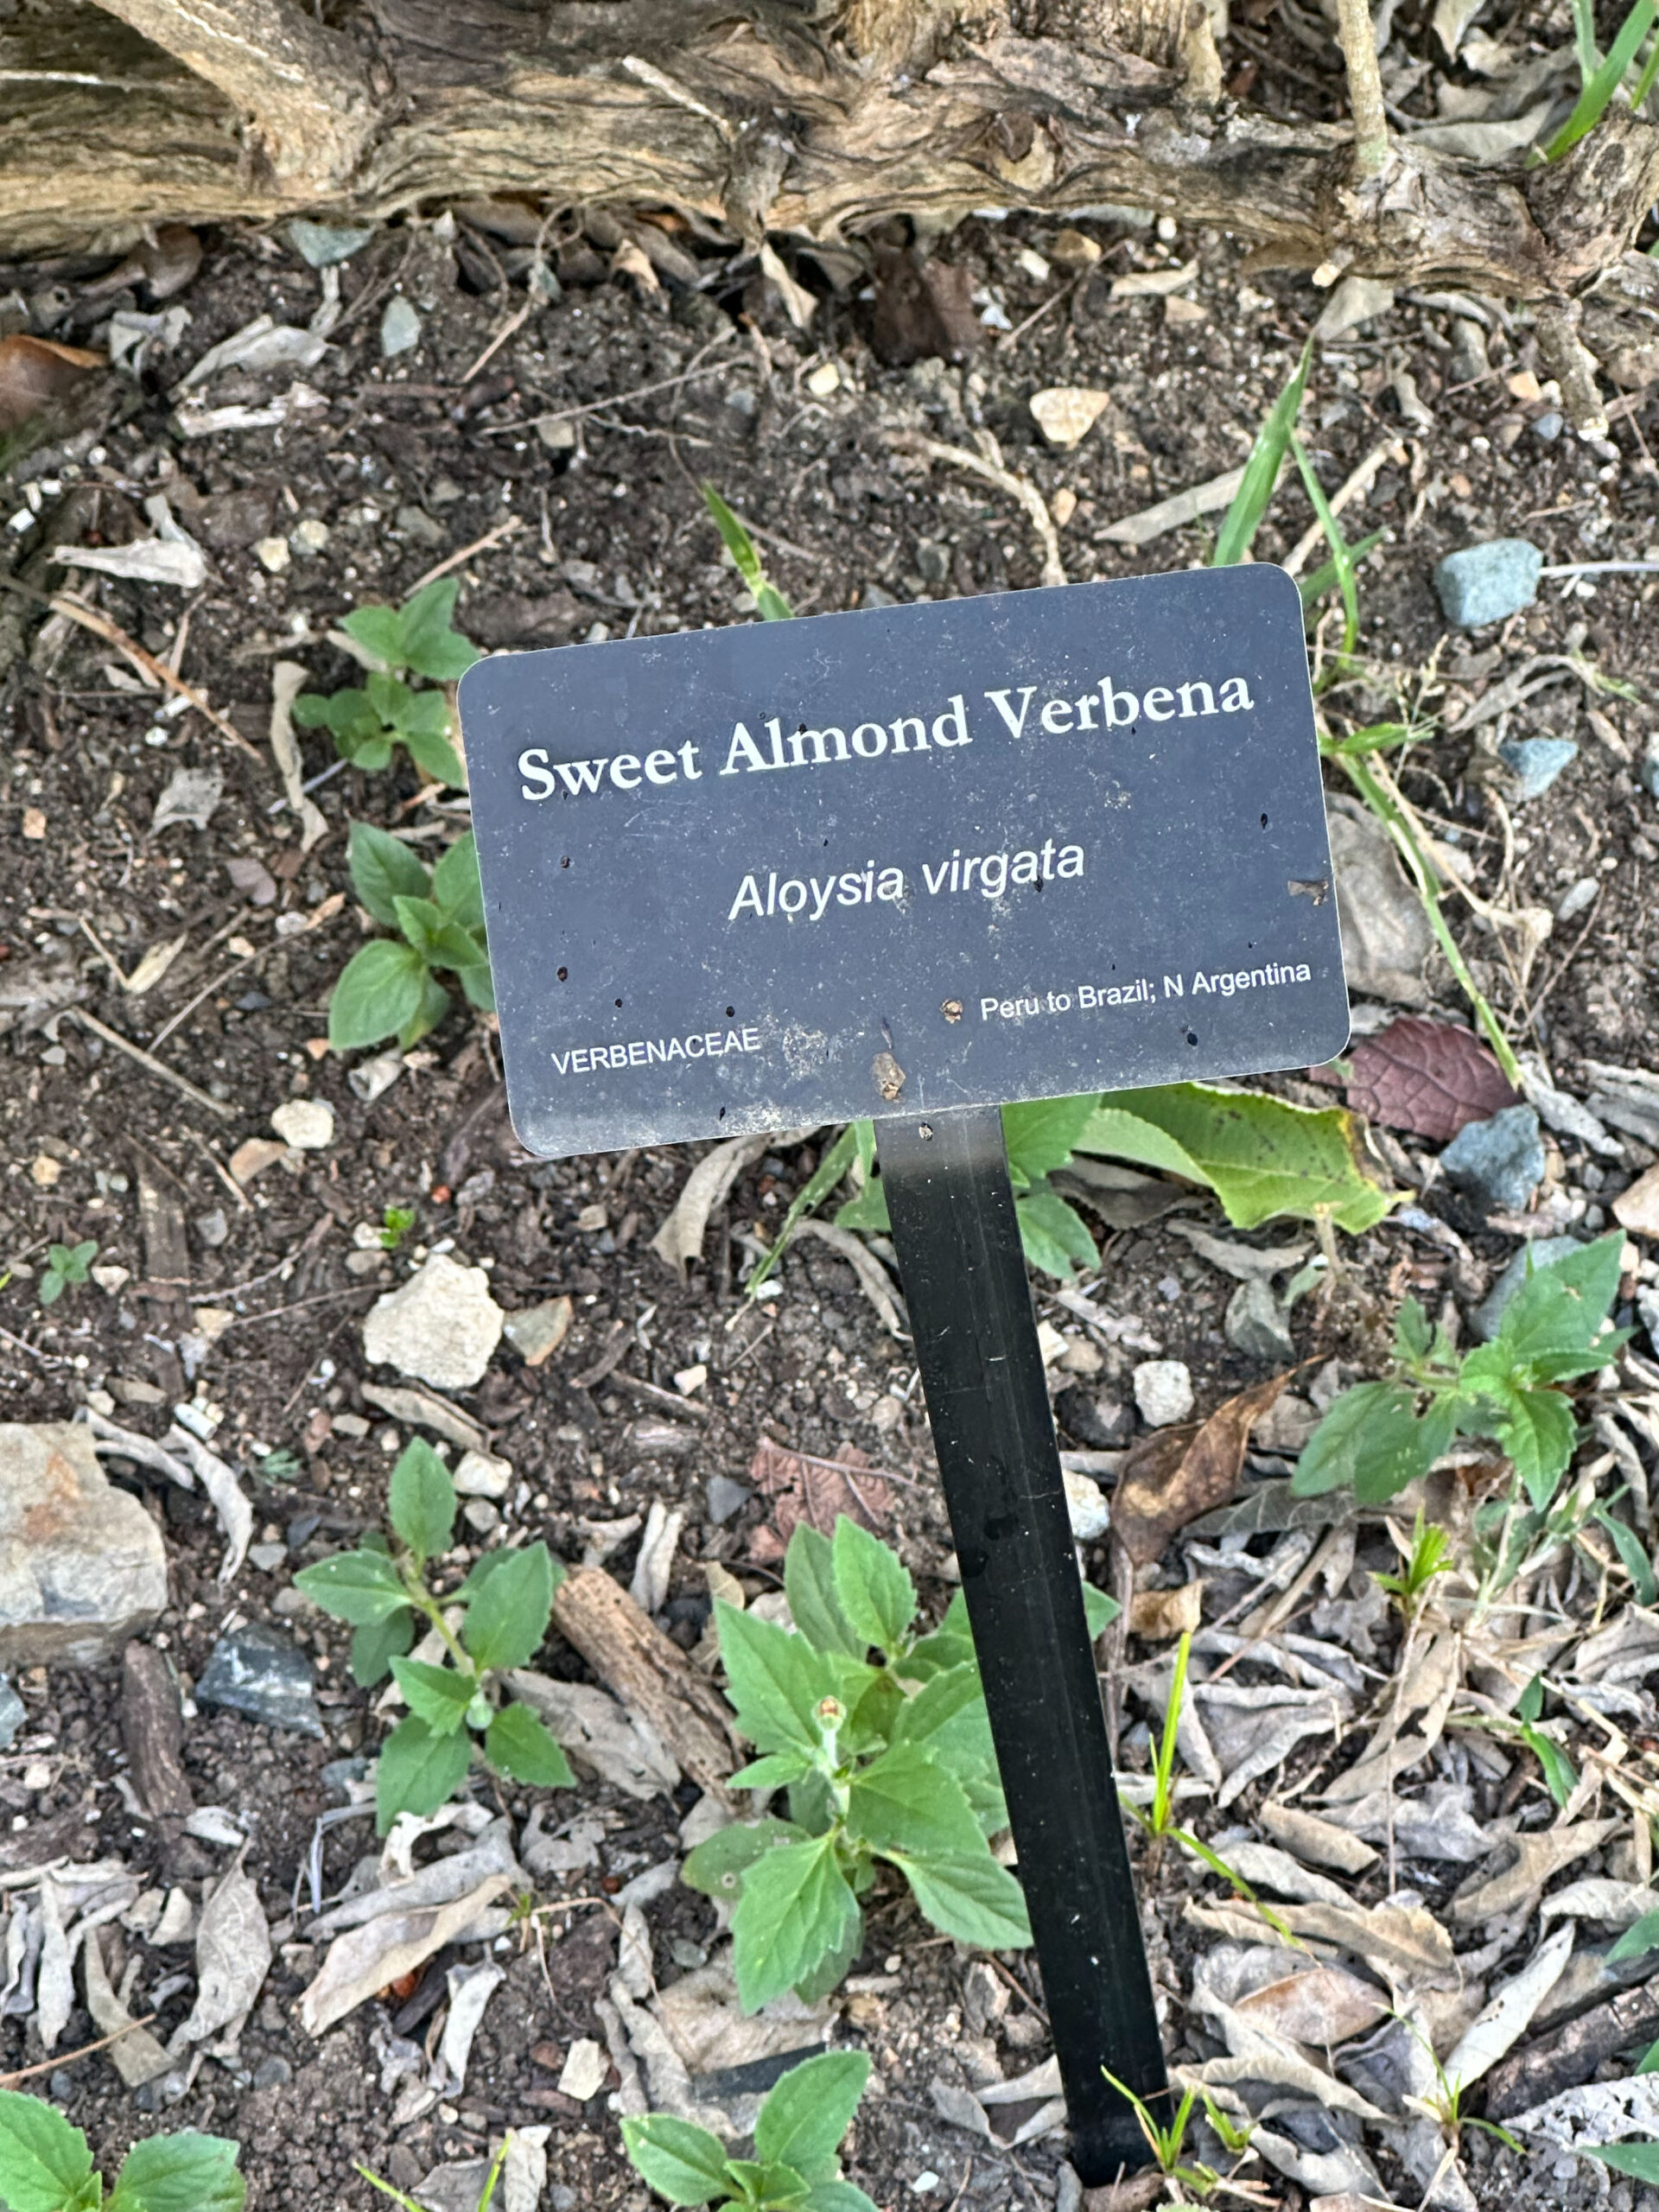 Sweet Almond Verbena
Aloysia virgata
VERBENACEAE
Peru to Brazil; N Argentina